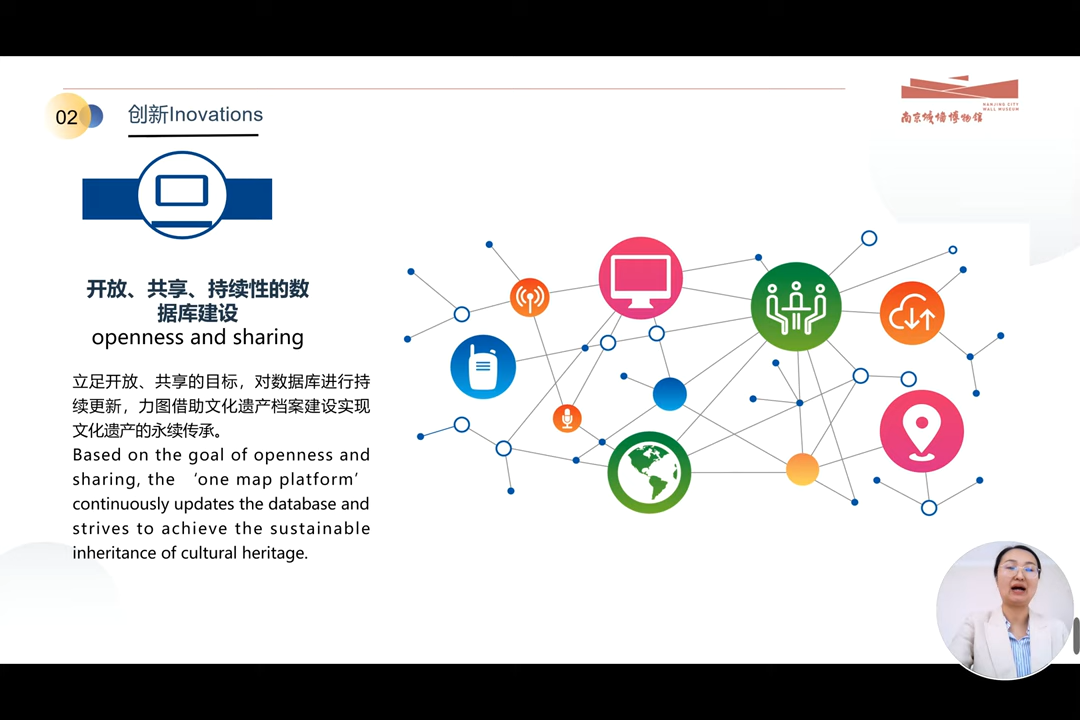 02
创新Inovations
NANJING CITY
WALL MUSEUM
南京城墙博物馆
开放、共享、持续性的数
据库建设
openness and sharing
立足开放、共享的目标，对数据库进行持
续更新，力图借助文化遗产档案建设实现
文化遗产的永续传承。
Based on the goal of openness and
sharing, the ‘one map platform’
continuously updates the database and
strives to achieve the sustainable
inheritance of cultural heritage.